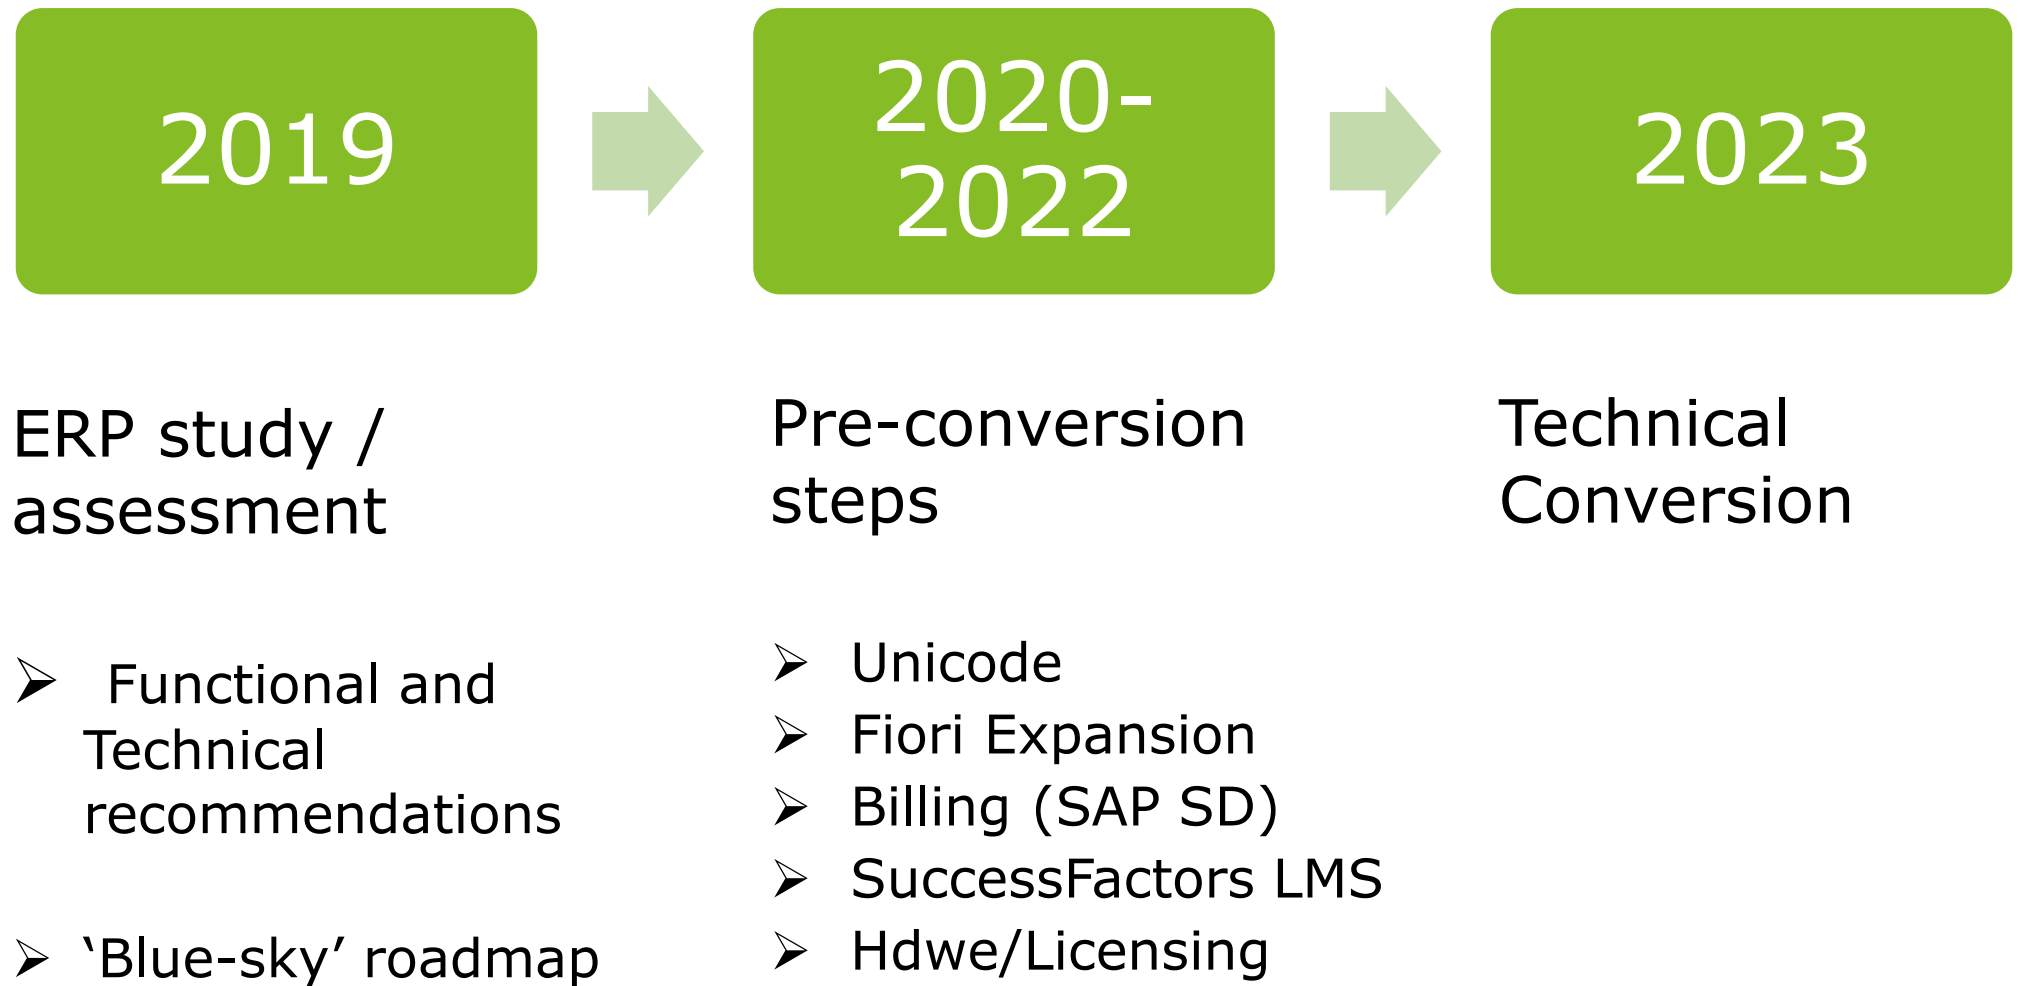 2019
2020-
2022
2023
ERP study /
assessment
➢ Functional and
Technical
recommendations
➢ ‘Blue-sky’ roadmap
Pre-conversion
steps
➢ Unicode
➢ Fiori Expansion
➢ Billing (SAP SD)
➢ SuccessFactors LMS
➢ Hdwe/Licensing
Technical
Conversion